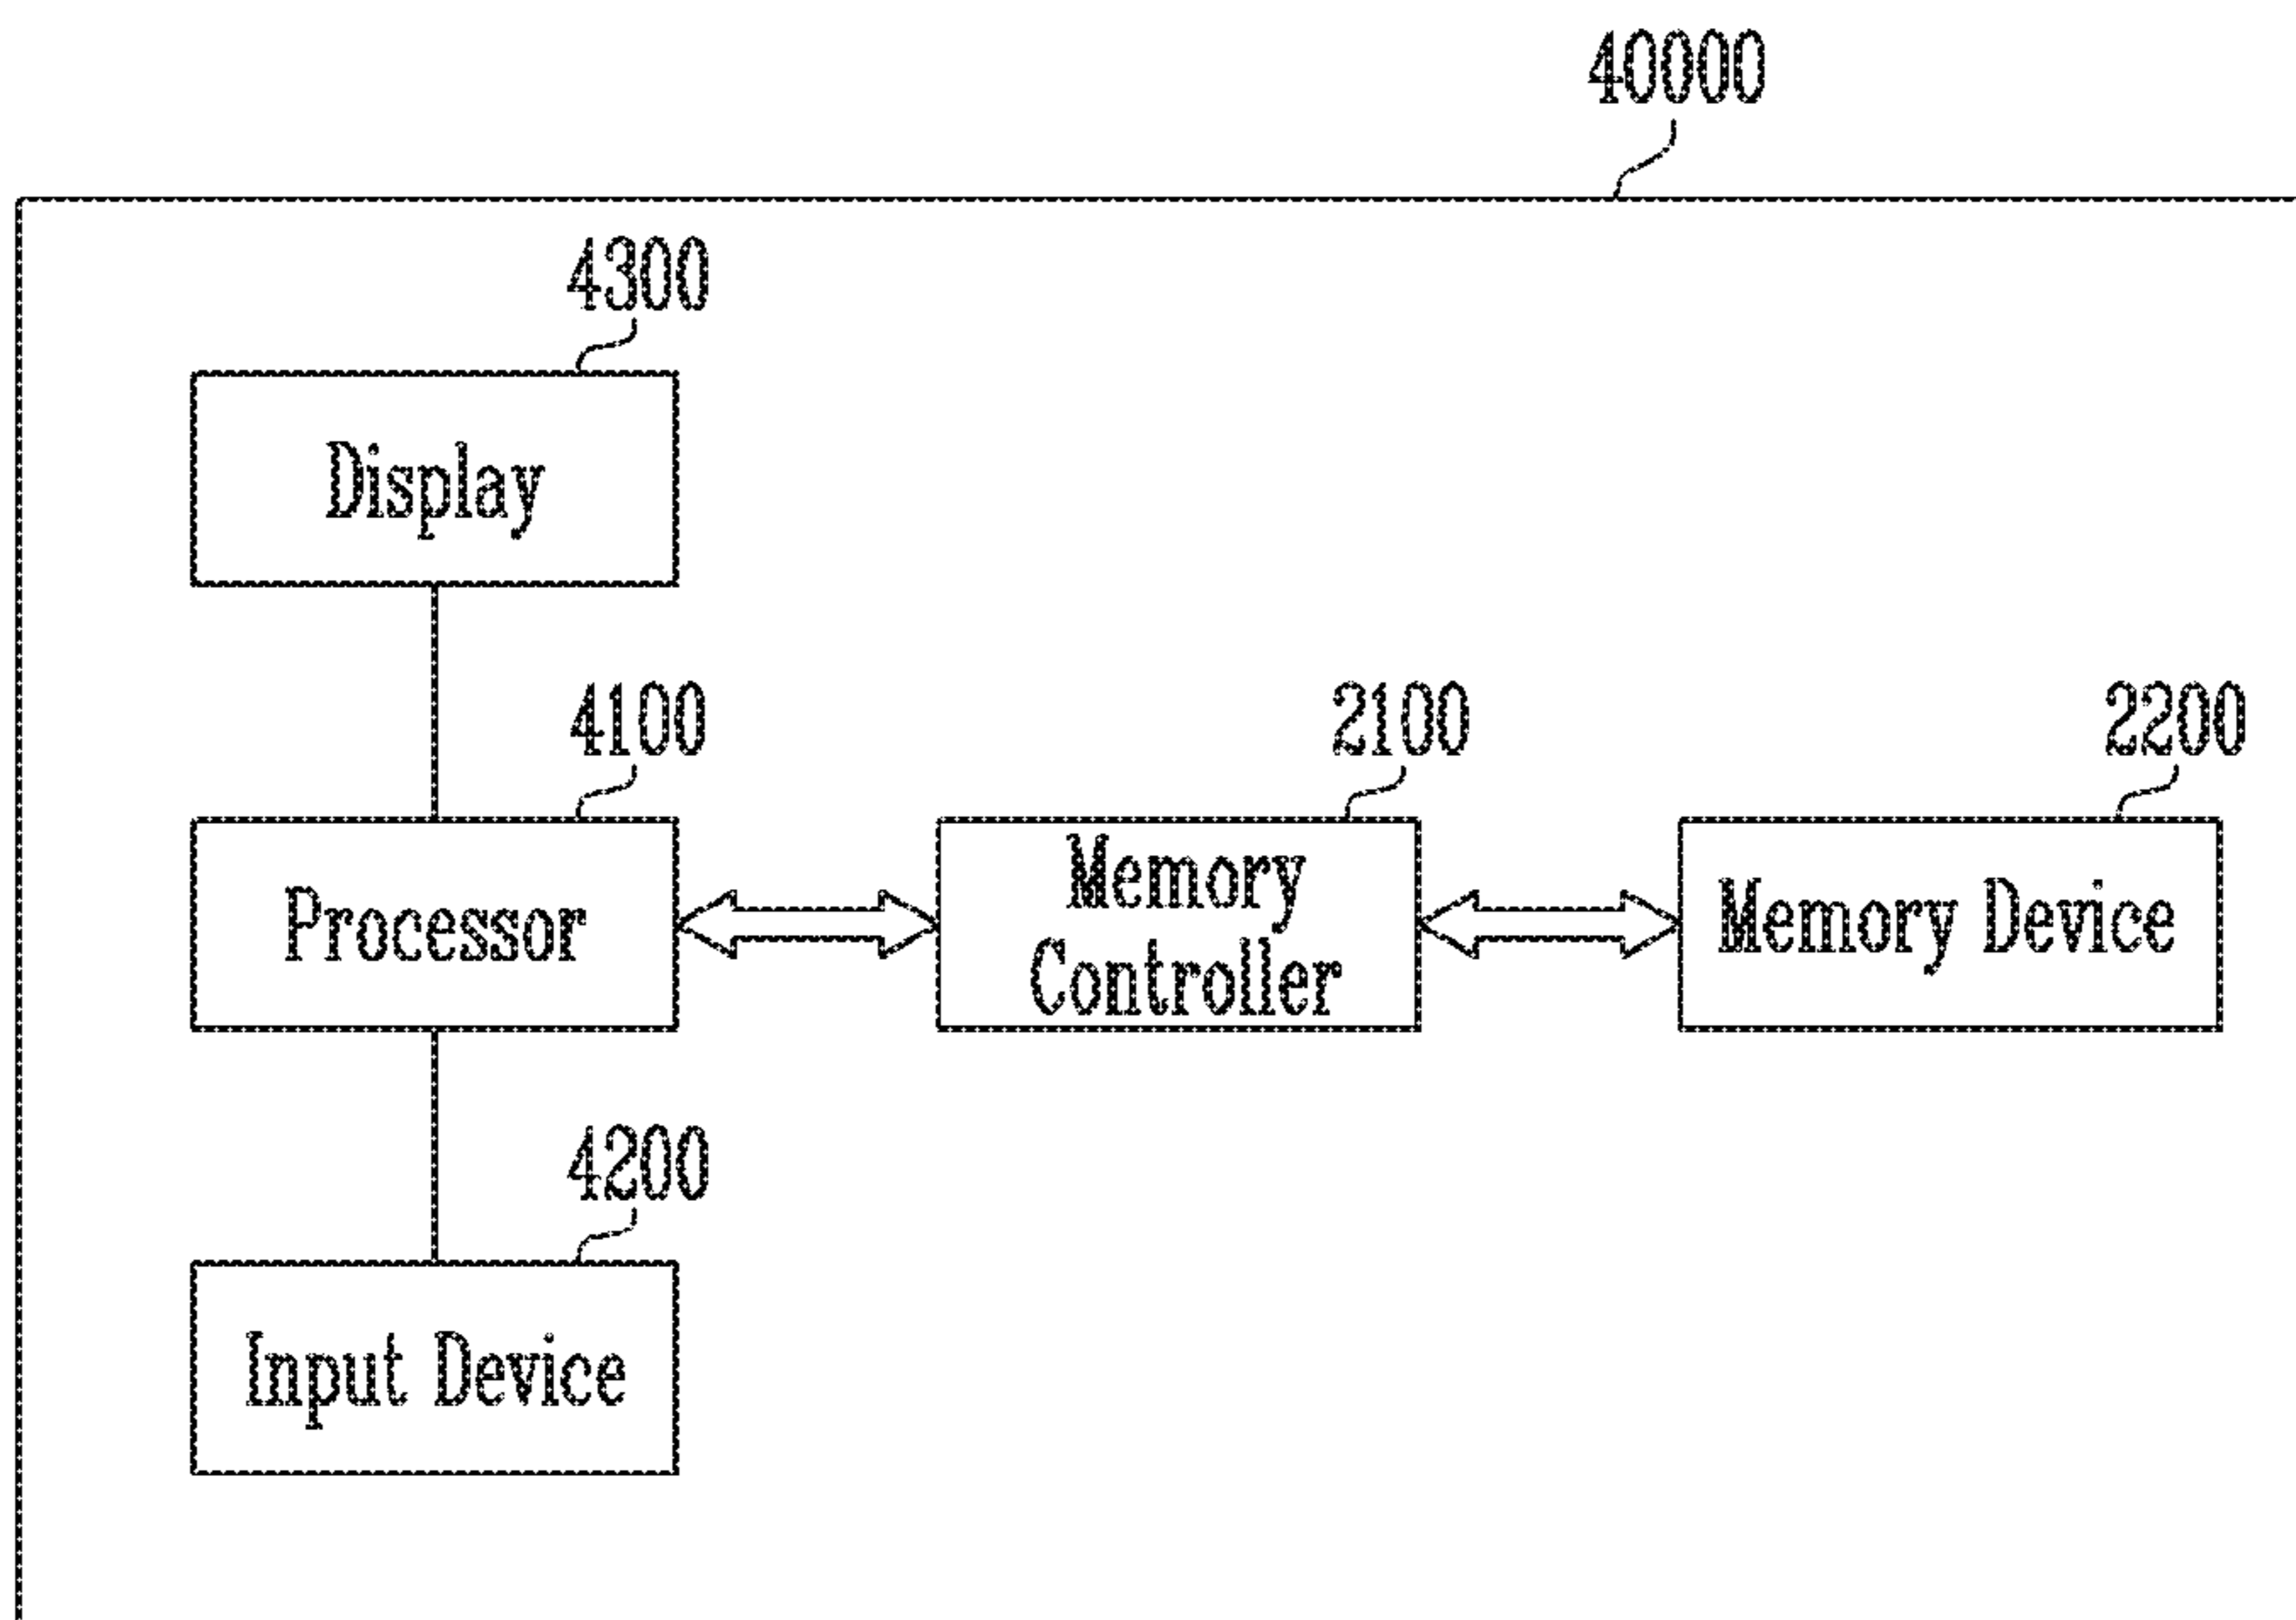 40000
4300
Display
4100
2100
2200
Processor
Memory
Controller
Memory Device
4200
Input Device